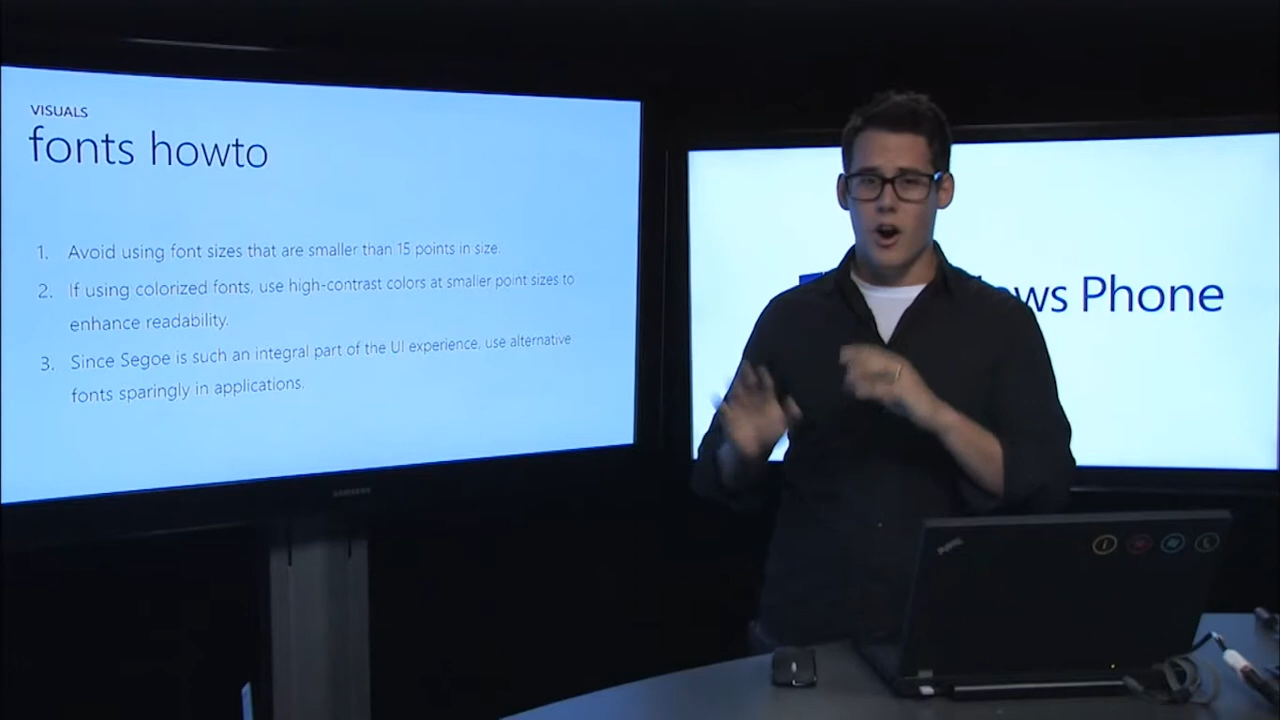 VISUALS
fonts howto
1. Avoid using font sizes that are smaller than 15 points in size.
2. If using colorized fonts, use high-contrast colors at smaller point sizes to
enhance readability.
3. Since Segoe is such an integral part of the UI experience, use alternative
fonts sparingly in applications.
ws Phone
SAMSUNG